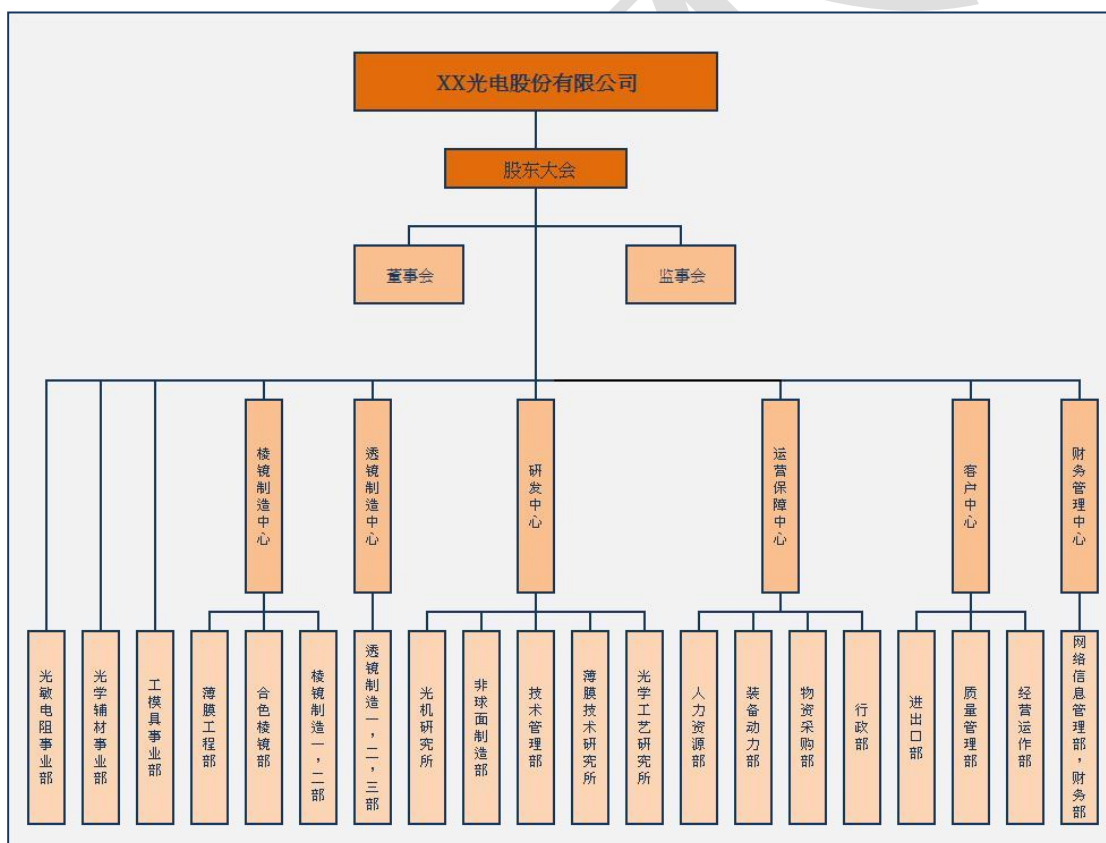 XX光电股份有限公司
股东大会
董事会
监事会
棱镜制造中心
透镜制造中心
研发中心
运营保障中心
客户中心
财务管理中心
光敏电阻事业部
光学辅材事业部
工模具事业部
薄膜工程部
合色棱镜部
棱镜制造一，二部
透镜制造一，二，三部
光机研究所
非球面制造部
技术管理部
薄膜技术研究所
光学工艺研究所
人力资源部
装备动力部
物资采购部
行政部
进出口部
质量管理部
经营运作部
网络信息管理部，财务部